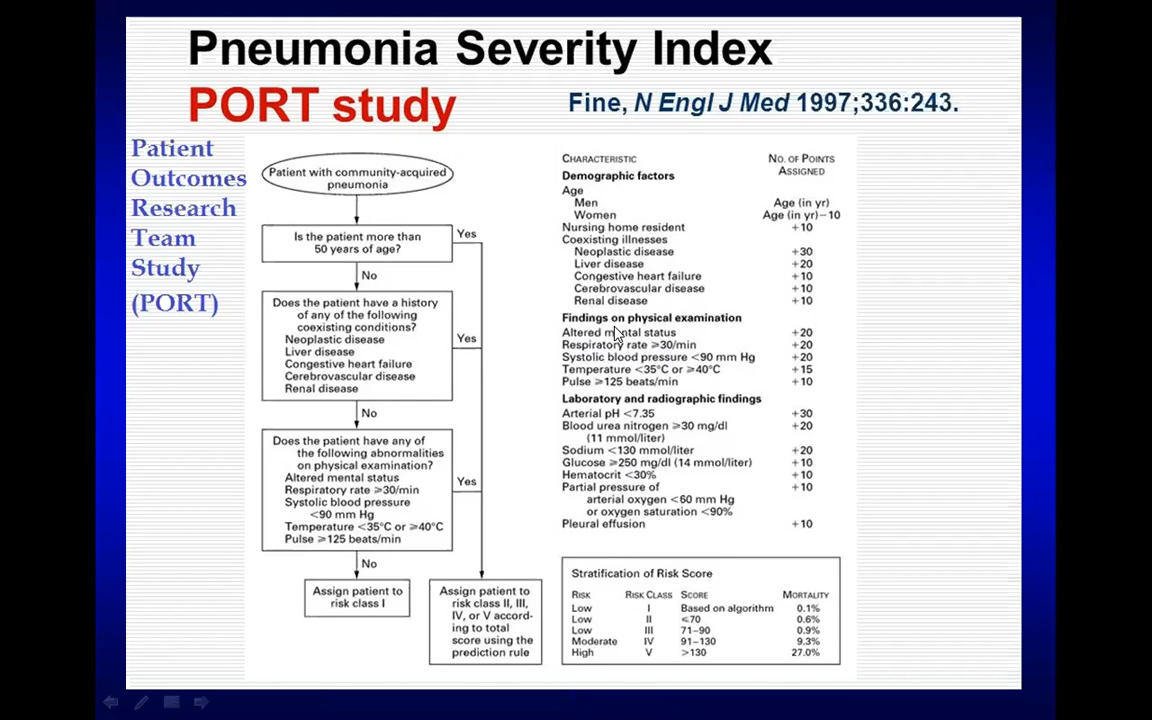 Pneumonia Severity Index
PORT study
Fine, N Engl J Med 1997;336:243.
Patient
Outcomes
Research
Team
Study
(PORT)
Patient with community-acquired
pneumonia
Is the patient more than
50 years of age?
Yes
No
Does the patient have a history
of any of the following
coexisting conditions?
Neoplastic disease
Liver disease
Congestive heart failure
Cerebrovascular disease
Renal disease
Yes
No
Does the patient have any of
the following abnormalities
on physical examination?
Altered mental status
Respiratory rate ≥30/min
Systolic blood pressure
<90 mm Hg
Temperature <35°C or ≥40°C
Pulse ≥125 beats/min
Yes
No
Assign patient to
risk class I
Assign patient to
risk class II, III,
IV, or V accord-
ing to total
score using the
prediction rule
CHARACTERISTIC NO. OF POINTS
ASSIGNED
Demographic factors
Age
Men Age (in yr)
Women Age (in yr)−10
Nursing home resident +10
Coexisting illnesses
Neoplastic disease +30
Liver disease +20
Congestive heart failure +10
Cerebrovascular disease +10
Renal disease +10
Findings on physical examination
Altered mental status +20
Respiratory rate ≥30/min +20
Systolic blood pressure <90 mm Hg +20
Temperature <35°C or ≥40°C +15
Pulse ≥125 beats/min +10
Laboratory and radiographic findings
Arterial pH <7.35 +30
Blood urea nitrogen ≥30 mg/dl +20
(11 mmol/liter)
Sodium <130 mmol/liter +20
Glucose ≥250 mg/dl (14 mmol/liter) +10
Hematocrit <30% +10
Partial pressure of +10
arterial oxygen <60 mm Hg
or oxygen saturation <90%
Pleural effusion +10
Stratification of Risk Score
RISK RISK CLASS SCORE MORTALITY
Low I Based on algorithm 0.1%
Low II ≤70 0.6%
Low III 71–90 0.9%
Moderate IV 91–130 9.3%
High V >130 27.0%